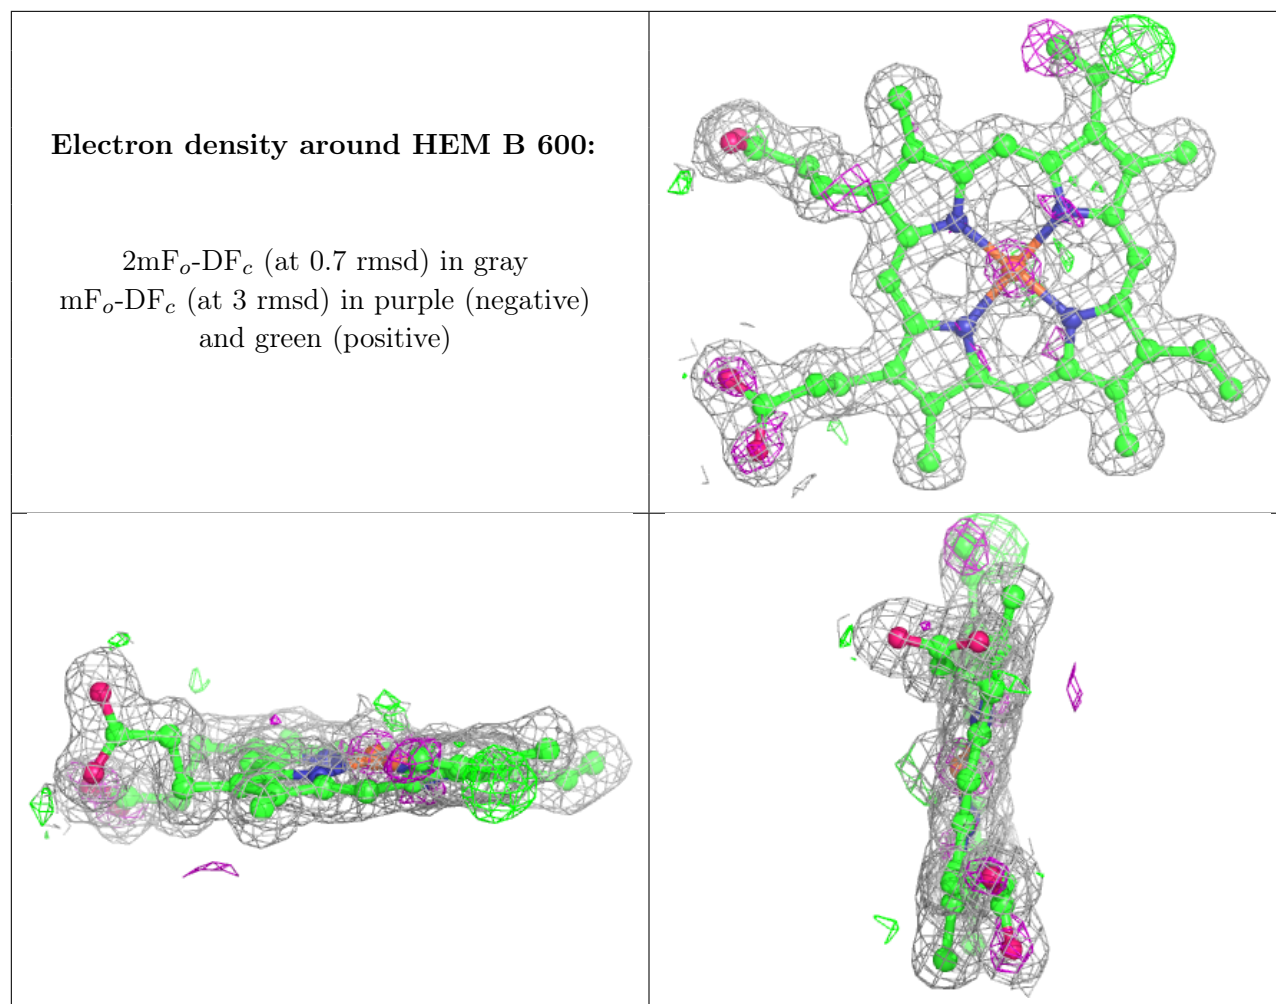 Electron density around HEM B 600:
2mFo-DFc (at 0.7 rmsd) in gray
mFo-DFc (at 3 rmsd) in purple (negative)
and green (positive)